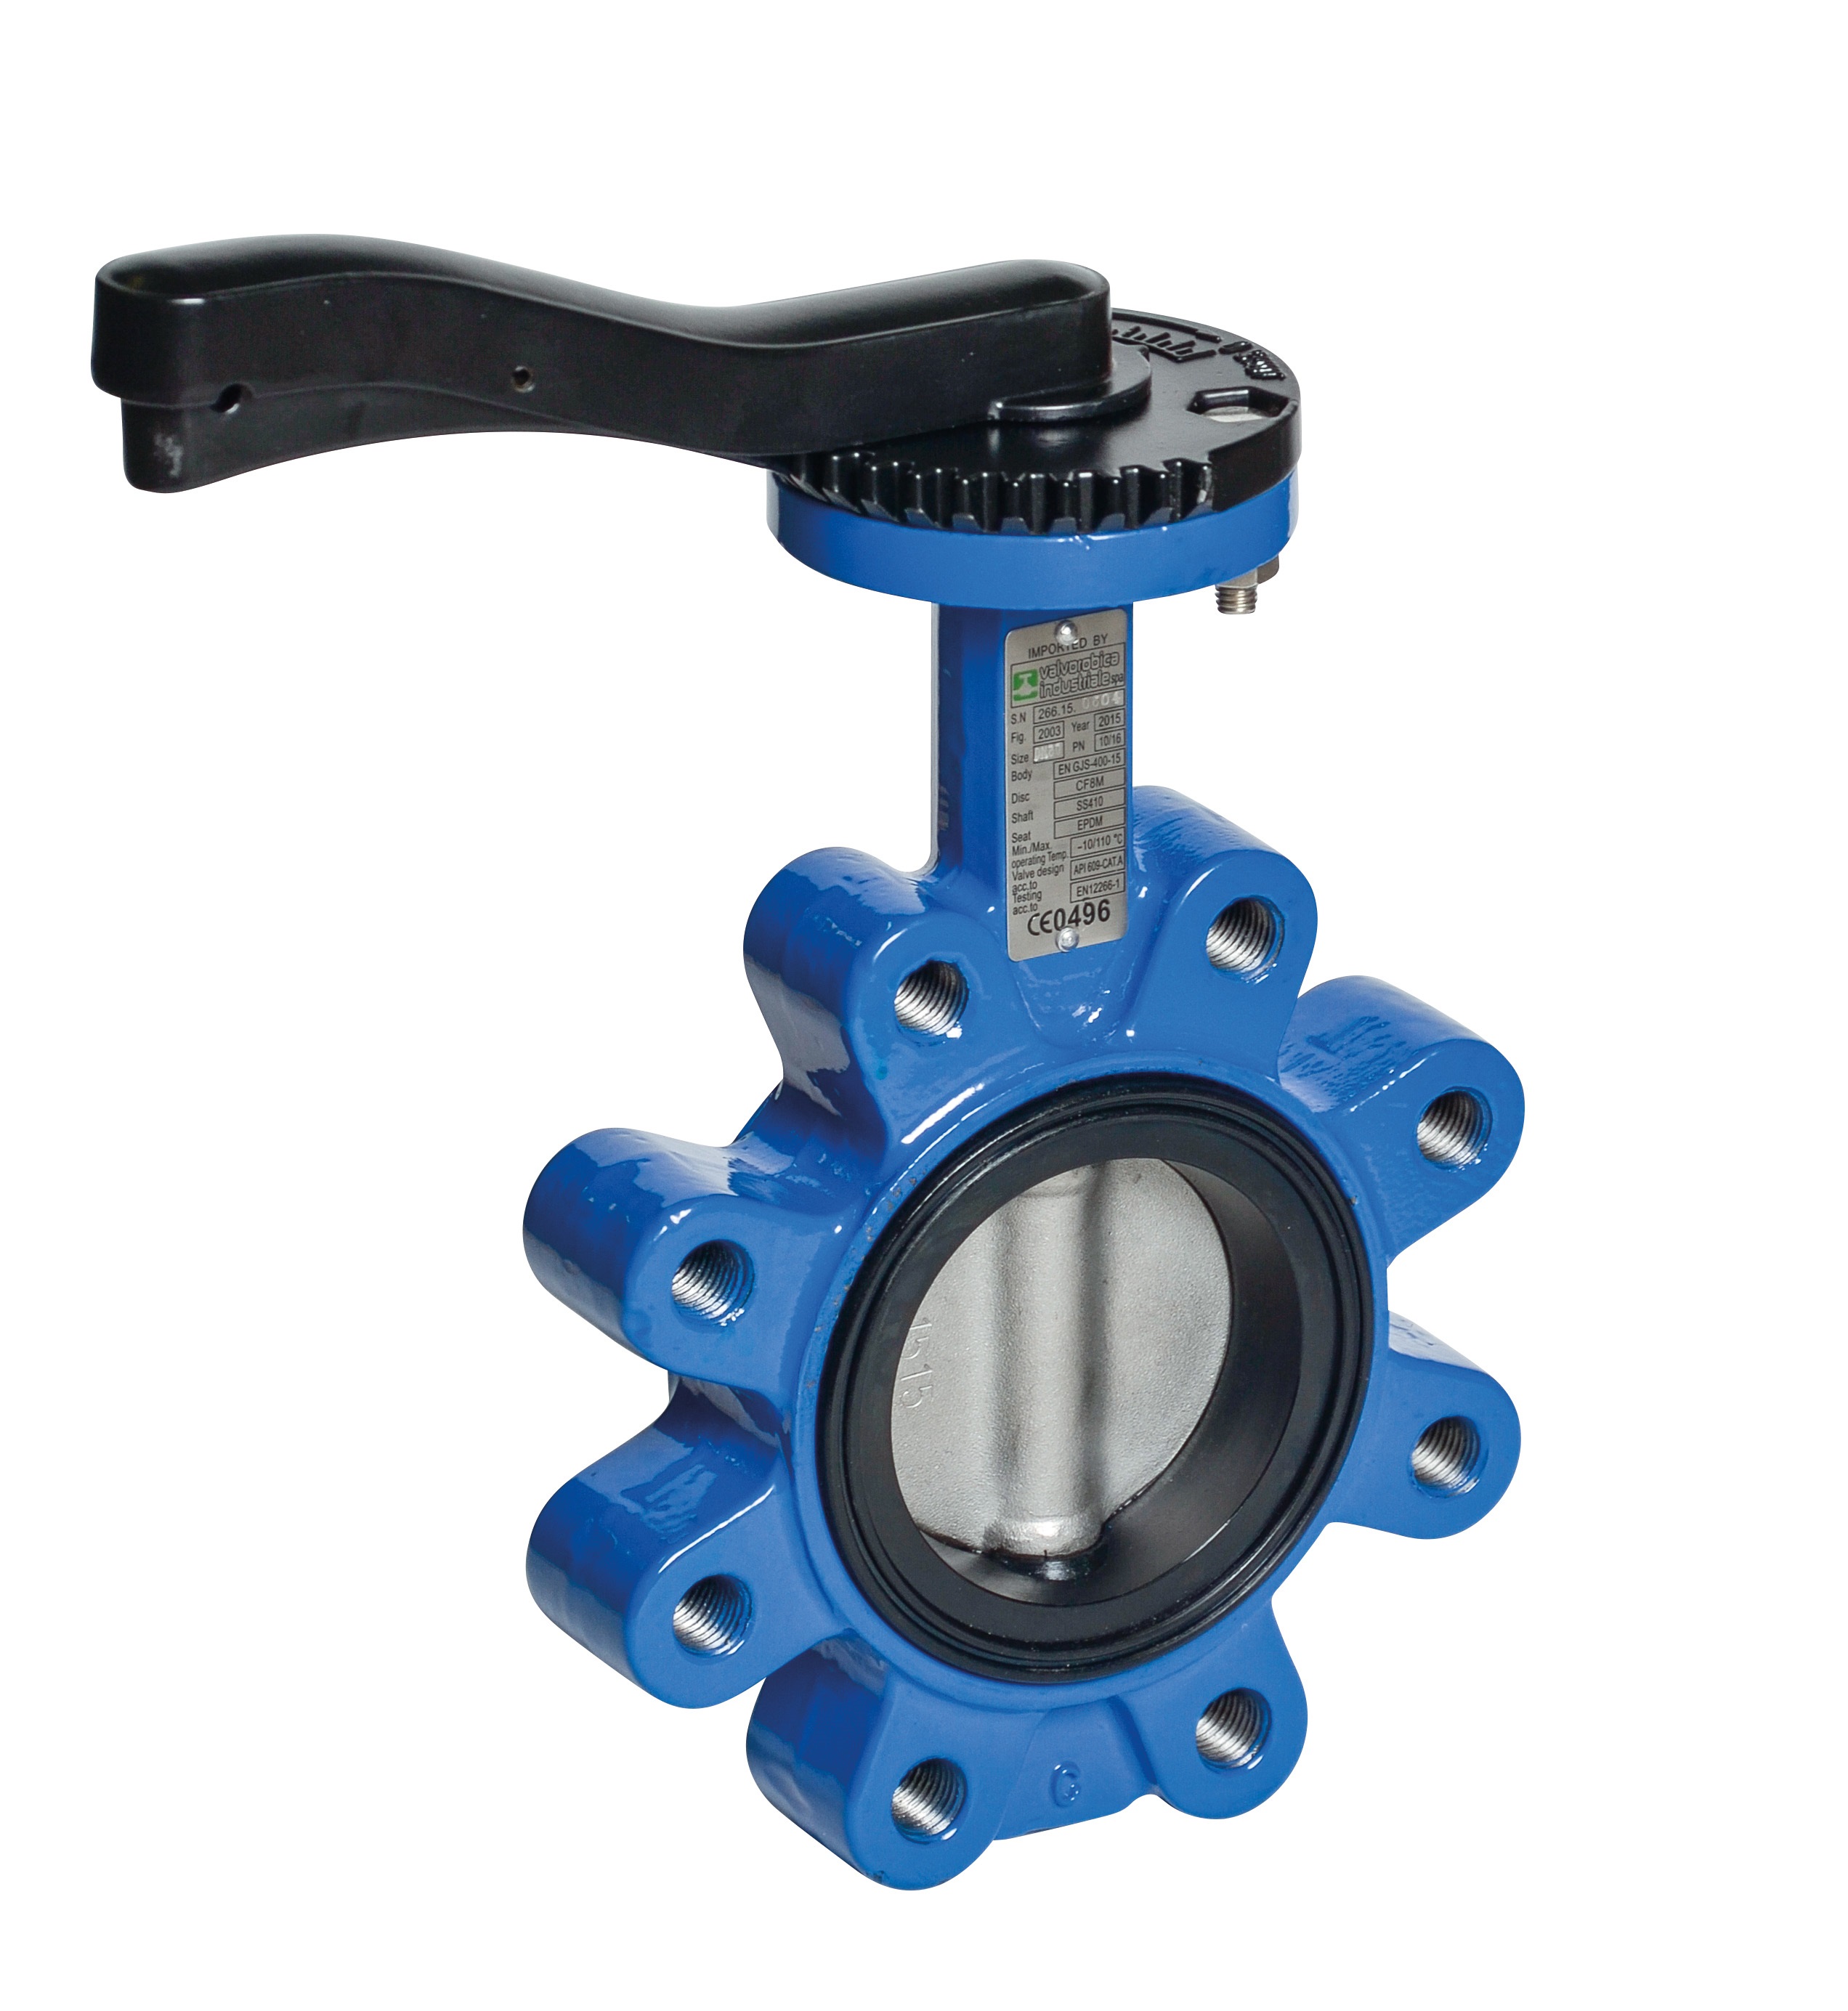 IMPORTED BY
valvorobica
industriale spa
S.N 266.15. 0204
Fig. 2003 Year 2015
Size PN 10/16
Body EN GJS-400-15
Disc CF8M
Shaft SS410
Seat EPDM
Min./Max. operating Temp. -10/110 °C
Valve design acc.to API 609-CAT.A
Testing acc.to EN12266-1
CE0496
1515
G